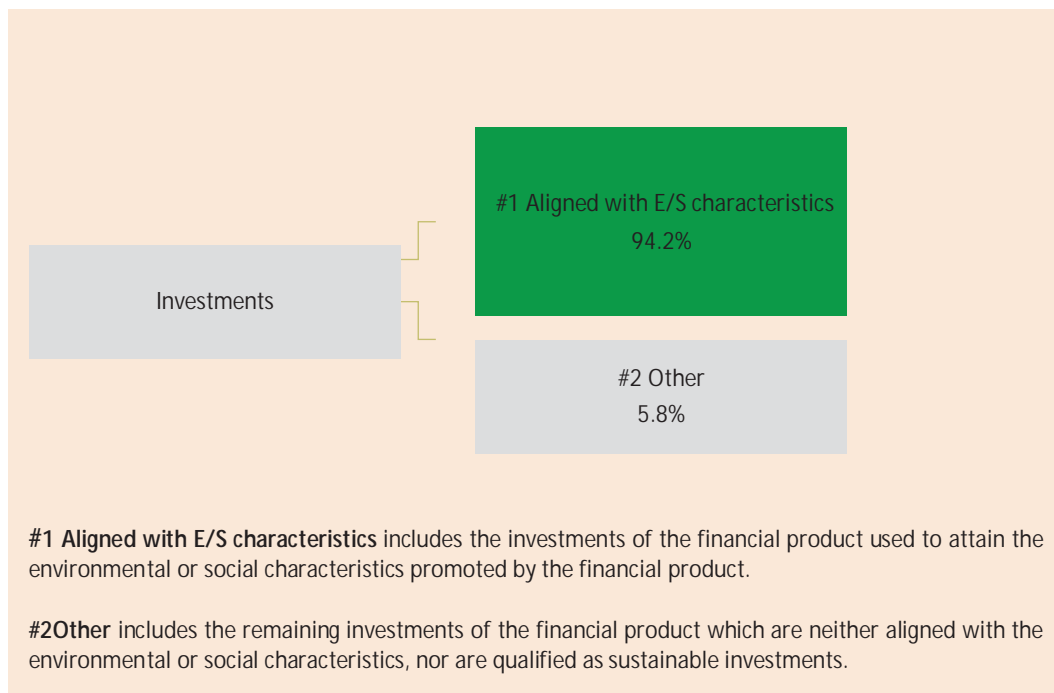 #1 Aligned with E/S characteristics
94.2%
Investments
#2 Other
5.8%
#1 Aligned with E/S characteristics includes the investments of the financial product used to attain the
environmental or social characteristics promoted by the financial product.
#2Other includes the remaining investments of the financial product which are neither aligned with the
environmental or social characteristics, nor are qualified as sustainable investments.